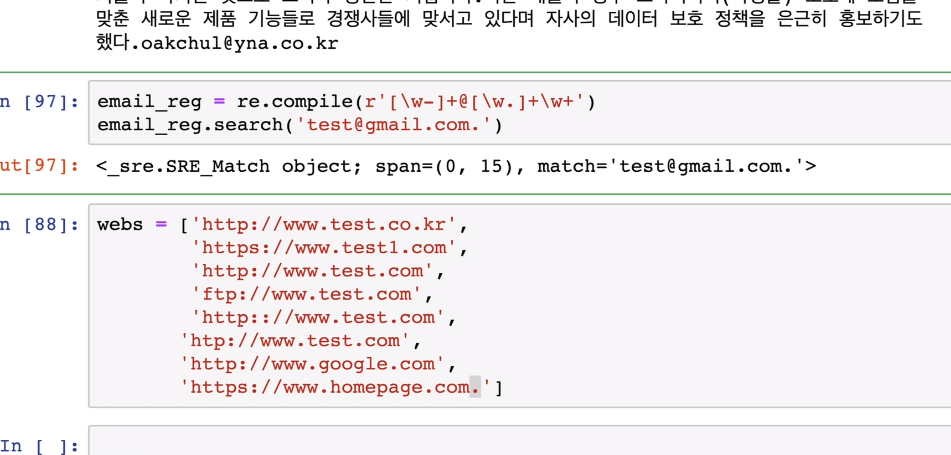 맞춘 새로운 제품 기능들로 경쟁사들에 맞서고 있다며 자사의 데이터 보호 정책을 은근히 홍보하기도
했다.oakchul@yna.co.kr
n [97]: email_reg = re.compile(r'[\w-]+@[\w.]+\w+')
email_reg.search('test@gmail.com.')
ut[97]: <_sre.SRE_Match object; span=(0, 15), match='test@gmail.com.'>
n [88]: webs = ['http://www.test.co.kr',
'https://www.test1.com',
'http://www.test.com',
'ftp://www.test.com',
'http:://www.test.com',
'htp://www.test.com',
'http://www.google.com',
'https://www.homepage.com.']
In [ ]: